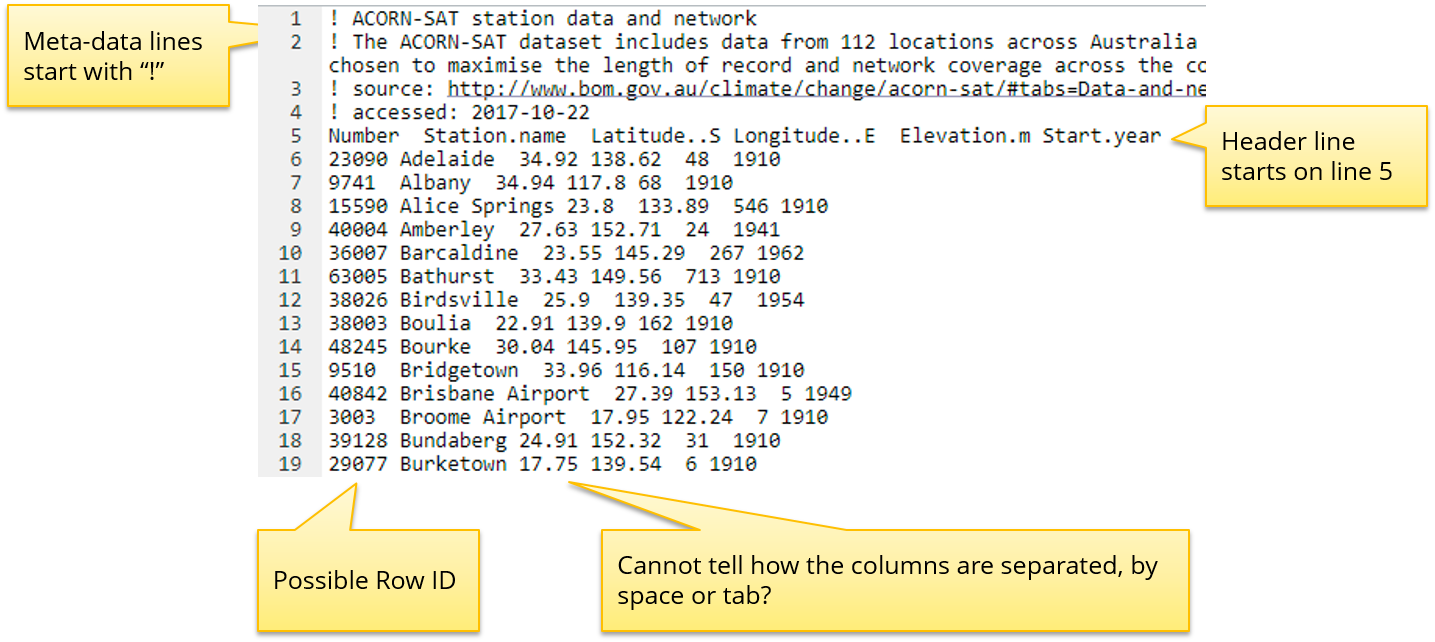 Meta-data lines
start with “!”
1 ! ACORN-SAT station data and network
2 ! The ACORN-SAT dataset includes data from 112 locations across Australia
chosen to maximise the length of record and network coverage across the
3 ! source: http://www.bom.gov.au/climate/change/acorn-sat/#tabs=Data-and-ne
4 ! accessed: 2017-10-22
5 Number  Station.name  Latitude..S Longitude..E  Elevation.m Start.year
6 23090 Adelaide  34.92 138.62  48  1910
7 9741  Albany  34.94 117.8 68  1910
8 15590 Alice Springs 23.8  133.89  546 1910
9 40004 Amberley  27.63 152.71  24  1941
10 36007 Barcaldine  23.55 145.29  267 1962
11 63005 Bathurst  33.43 149.56  713 1910
12 38026 Birdsville  25.9  139.35  47  1954
13 38003 Boulia  22.91 139.9 162 1910
14 48245 Bourke  30.04 145.95  107 1910
15 9510  Bridgetown  33.96 116.14  150 1910
16 40842 Brisbane Airport  27.39 153.13  5 1949
17 3003  Broome Airport  17.95 122.24  7 1910
18 39128 Bundaberg 24.91 152.32  31  1910
19 29077 Burketown 17.75 139.54  6 1910
Header line
starts on line 5
Possible Row ID
Cannot tell how the columns are separated, by
space or tab?